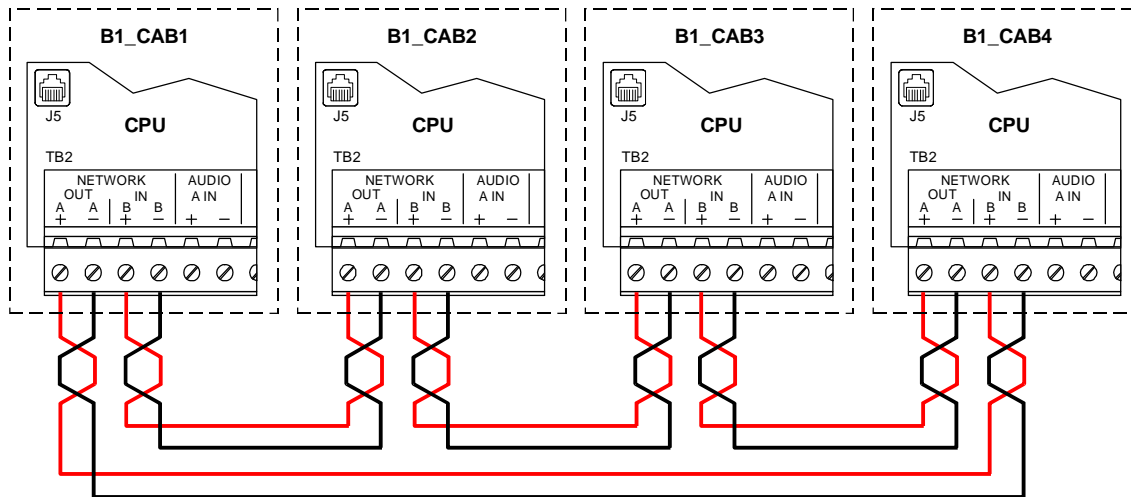 B1_CAB1 B1_CAB2 B1_CAB3 B1_CAB4
J5 J5 J5 J5
CPU CPU CPU CPU
TB2 TB2 TB2 TB2
NETWORK AUDIO NETWORK AUDIO NETWORK AUDIO NETWORK AUDIO
OUT IN A IN OUT IN A IN OUT IN A IN OUT IN A IN
A A B B A A B B A A B B A A B B
+ − + − + − + − + − + − + − + − + − + − + − + −